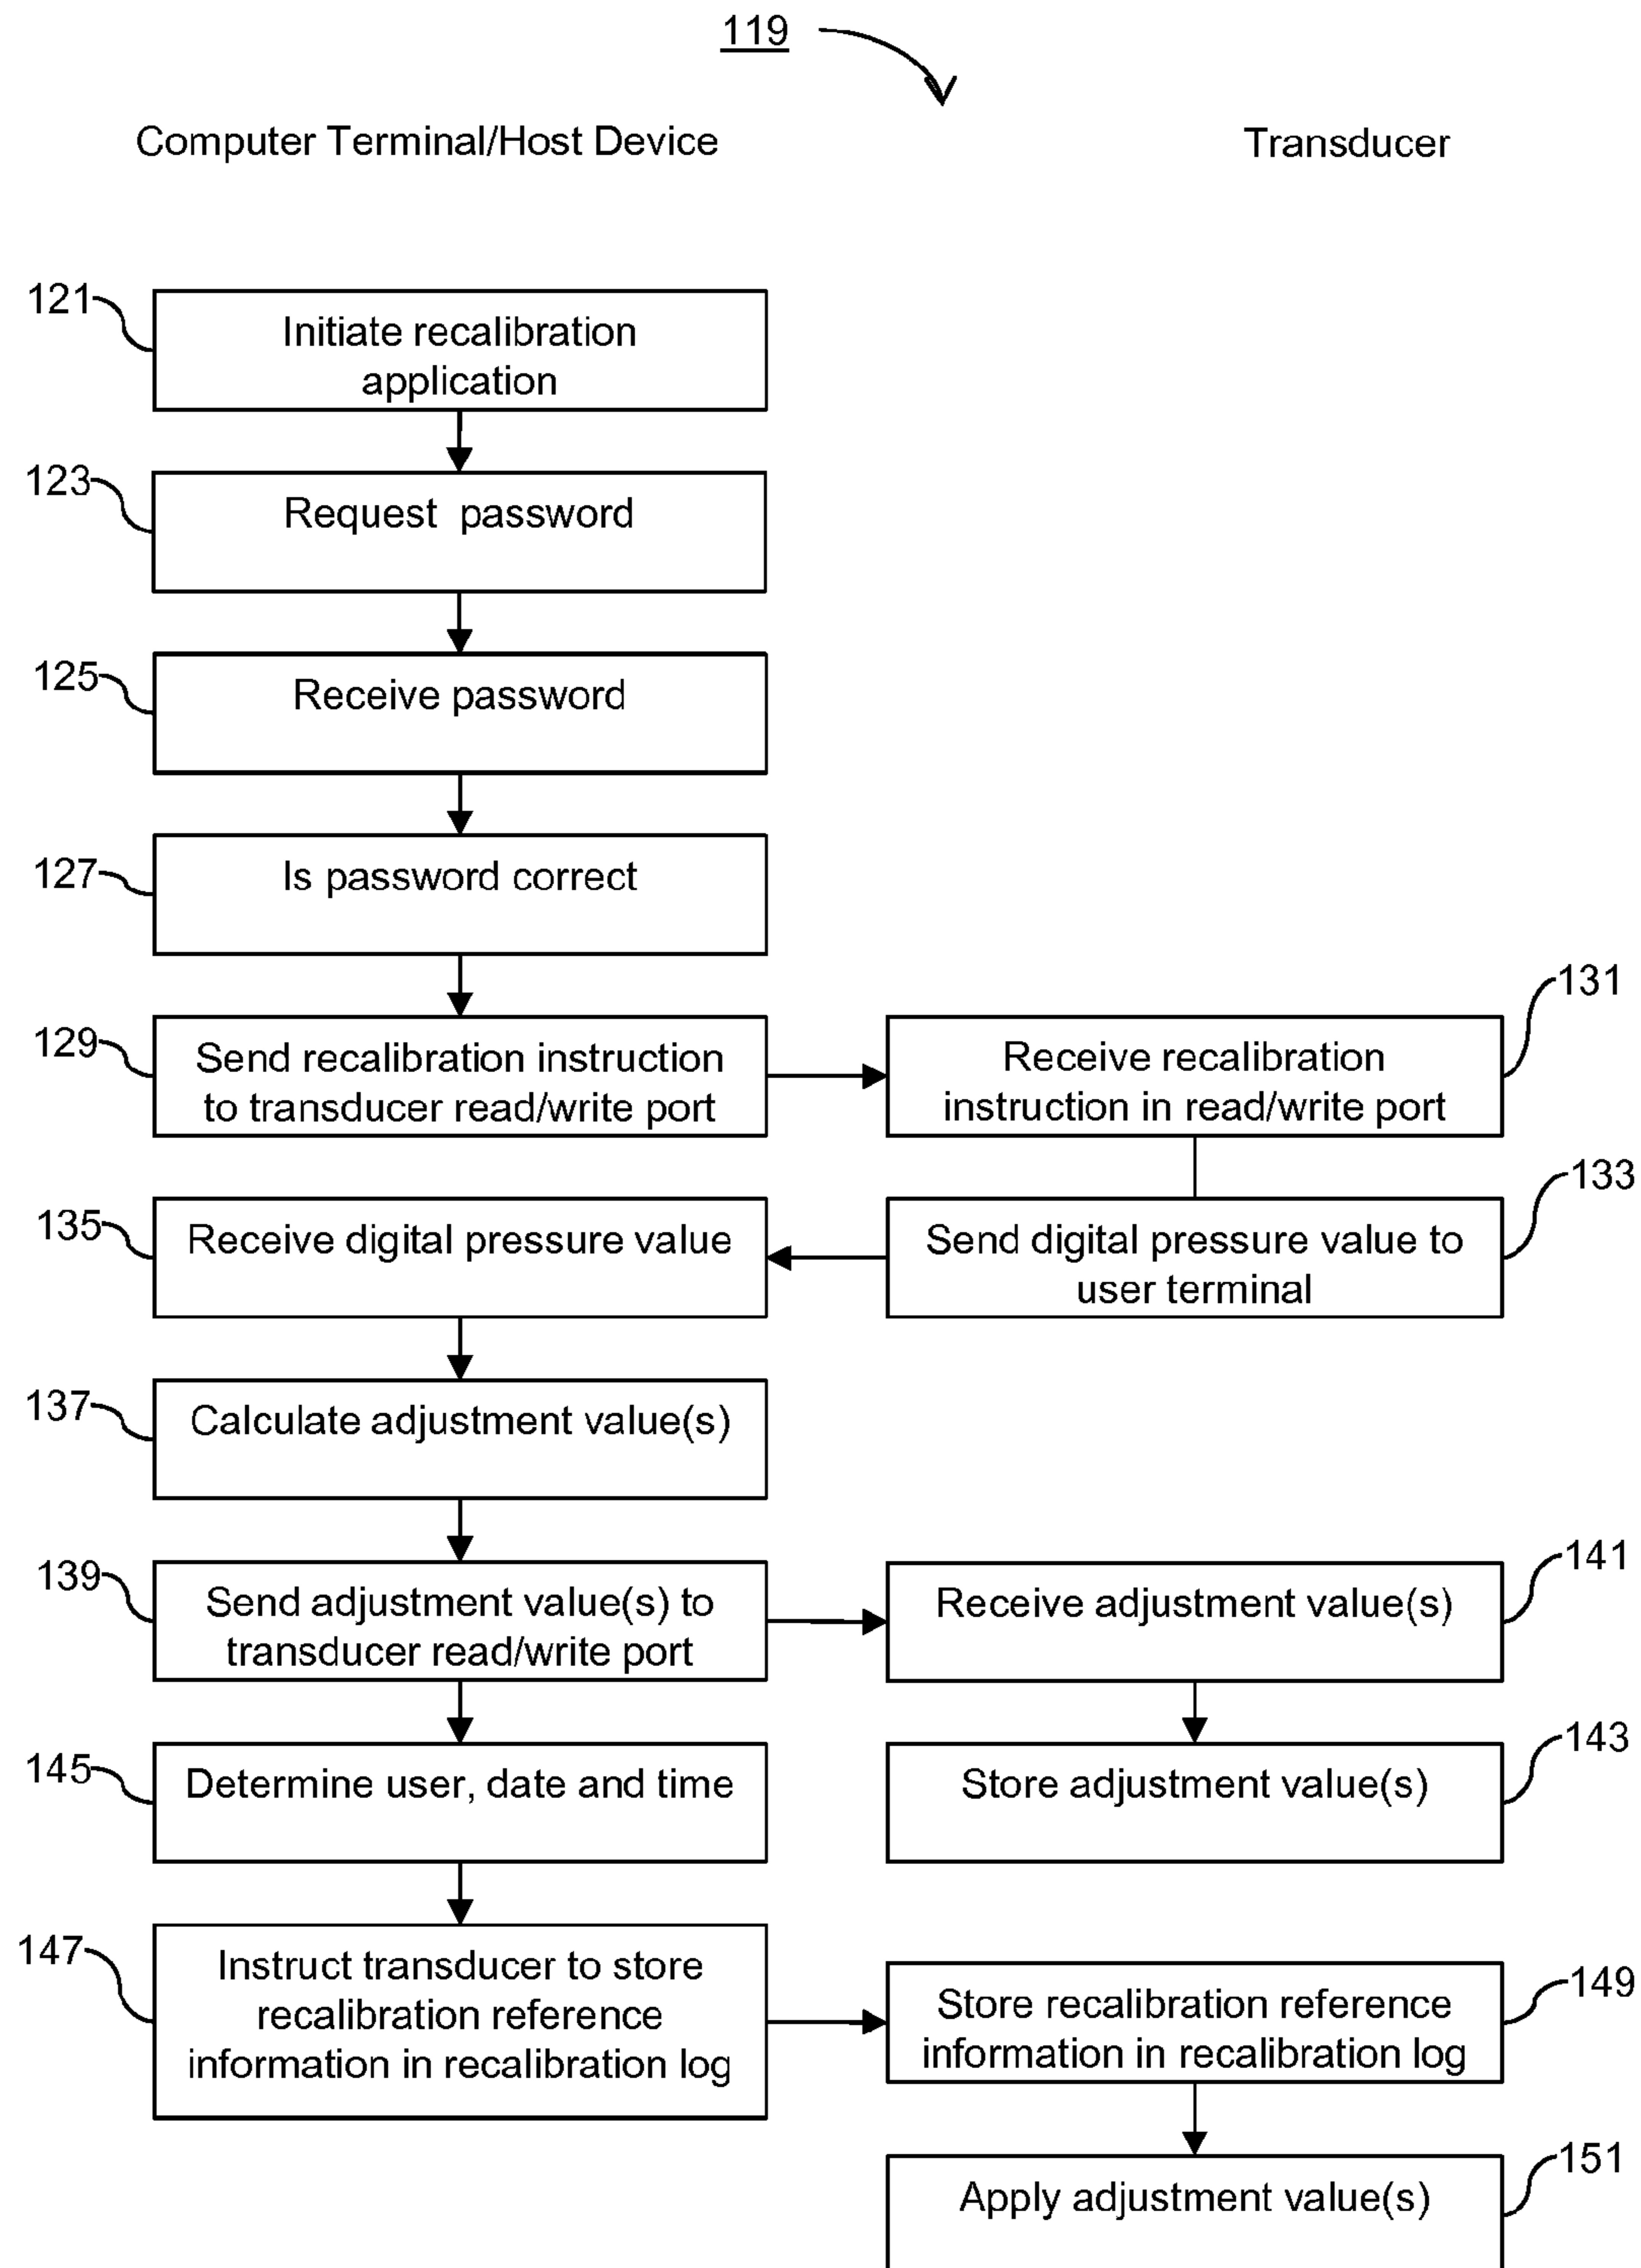 119
Computer Terminal/Host Device
Transducer
121
Initiate recalibration
application
123
Request password
125
Receive password
127
Is password correct
129
Send recalibration instruction
to transducer read/write port
131
Receive recalibration
instruction in read/write port
133
Send digital pressure value to
user terminal
135
Receive digital pressure value
137
Calculate adjustment value(s)
139
Send adjustment value(s) to
transducer read/write port
141
Receive adjustment value(s)
143
Store adjustment value(s)
145
Determine user, date and time
147
Instruct transducer to store
recalibration reference
information in recalibration log
149
Store recalibration reference
information in recalibration log
151
Apply adjustment value(s)